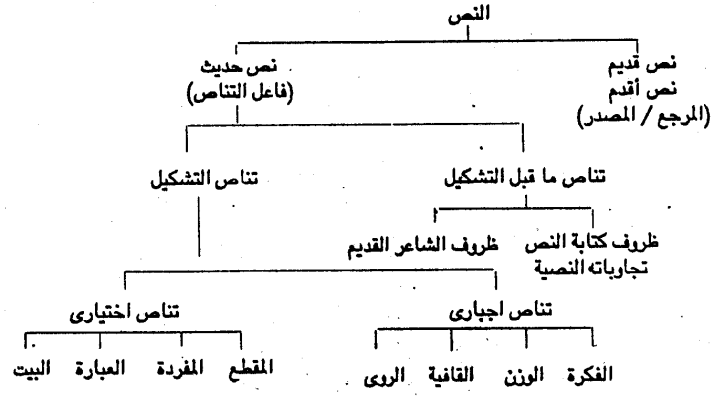 النص
نص قديم
نص أقدم
(المرجع / المصدر)
نص حديث
(فاعل التناص)
تناص ما قبل التشكيل
تناص التشكيل
ظروف كتابة النص
تجاوباته النصية
ظروف الشاعر القديم
تناص اجبارى
تناص اختيارى
الفكرة
الوزن
القافية
الروى
المقطع
المفردة
العبارة
البيت